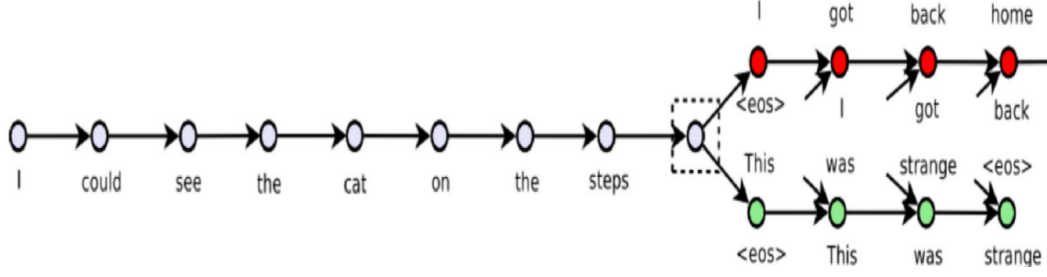 I got back home
<eos> I got back
I could see the cat on the steps
This was strange <eos>
<eos> This was strange